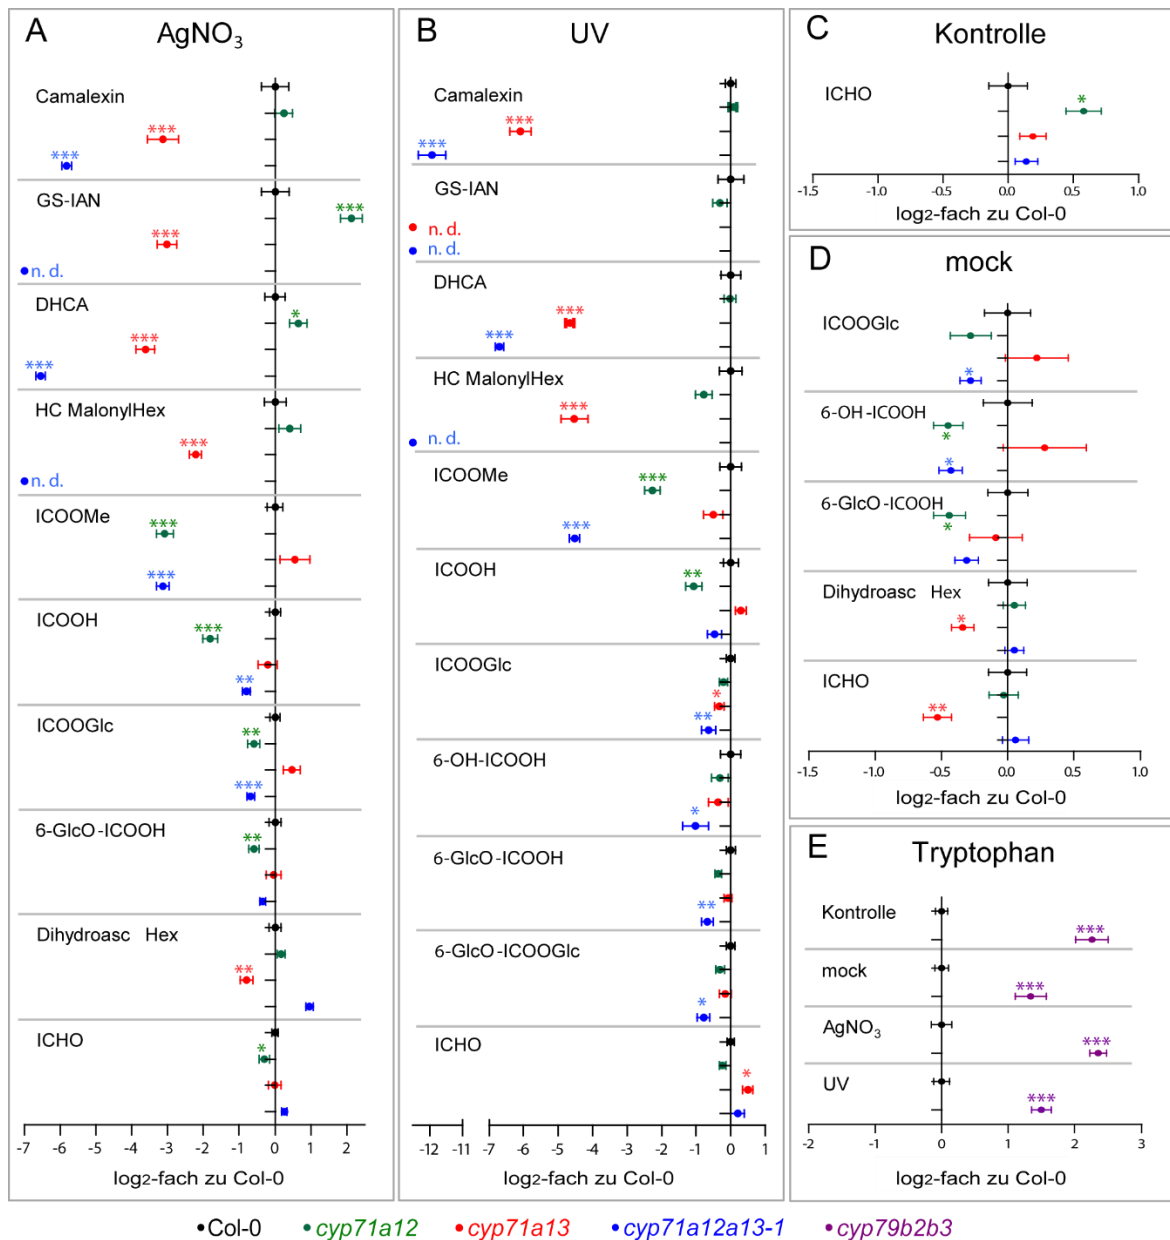 A AgNO3
Camalexin
***
***
GS-IAN
***
***
n. d.
DHCA
*
***
***
HC MalonylHex
***
n. d.
ICOOMe
***
***
ICOOH
***
**
ICOOGlc
**
***
6-GlcO-ICOOH
**
Dihydroasc Hex
**
ICHO
*
-7 -6 -5 -4 -3 -2 -1 0 1 2
log2-fach zu Col-0
B UV
Camalexin
***
***
GS-IAN
n. d.
n. d.
DHCA
***
***
HC MalonylHex
***
n. d.
ICOOMe
***
***
ICOOH
**
ICOOGlc
*
**
6-OH-ICOOH
*
6-GlcO-ICOOH
**
6-GlcO-ICOOGlc
*
ICHO
*
-12 -11 -7 -6 -5 -4 -3 -2 -1 0 1
log2-fach zu Col-0
C Kontrolle
ICHO
*
-1.5 -1.0 -0.5 0.0 0.5 1.0
log2-fach zu Col-0
D mock
ICOOGlc
*
6-OH-ICOOH
*
*
6-GlcO-ICOOH
*
Dihydroasc Hex
*
ICHO
**
-1.5 -1.0 -0.5 0.0 0.5 1.0
log2-fach zu Col-0
E Tryptophan
Kontrolle
***
mock
***
AgNO3
***
UV
***
-2 -1 0 1 2 3
log2-fach zu Col-0
Col-0 cyp71a12 cyp71a13 cyp71a12a13-1 cyp79b2b3